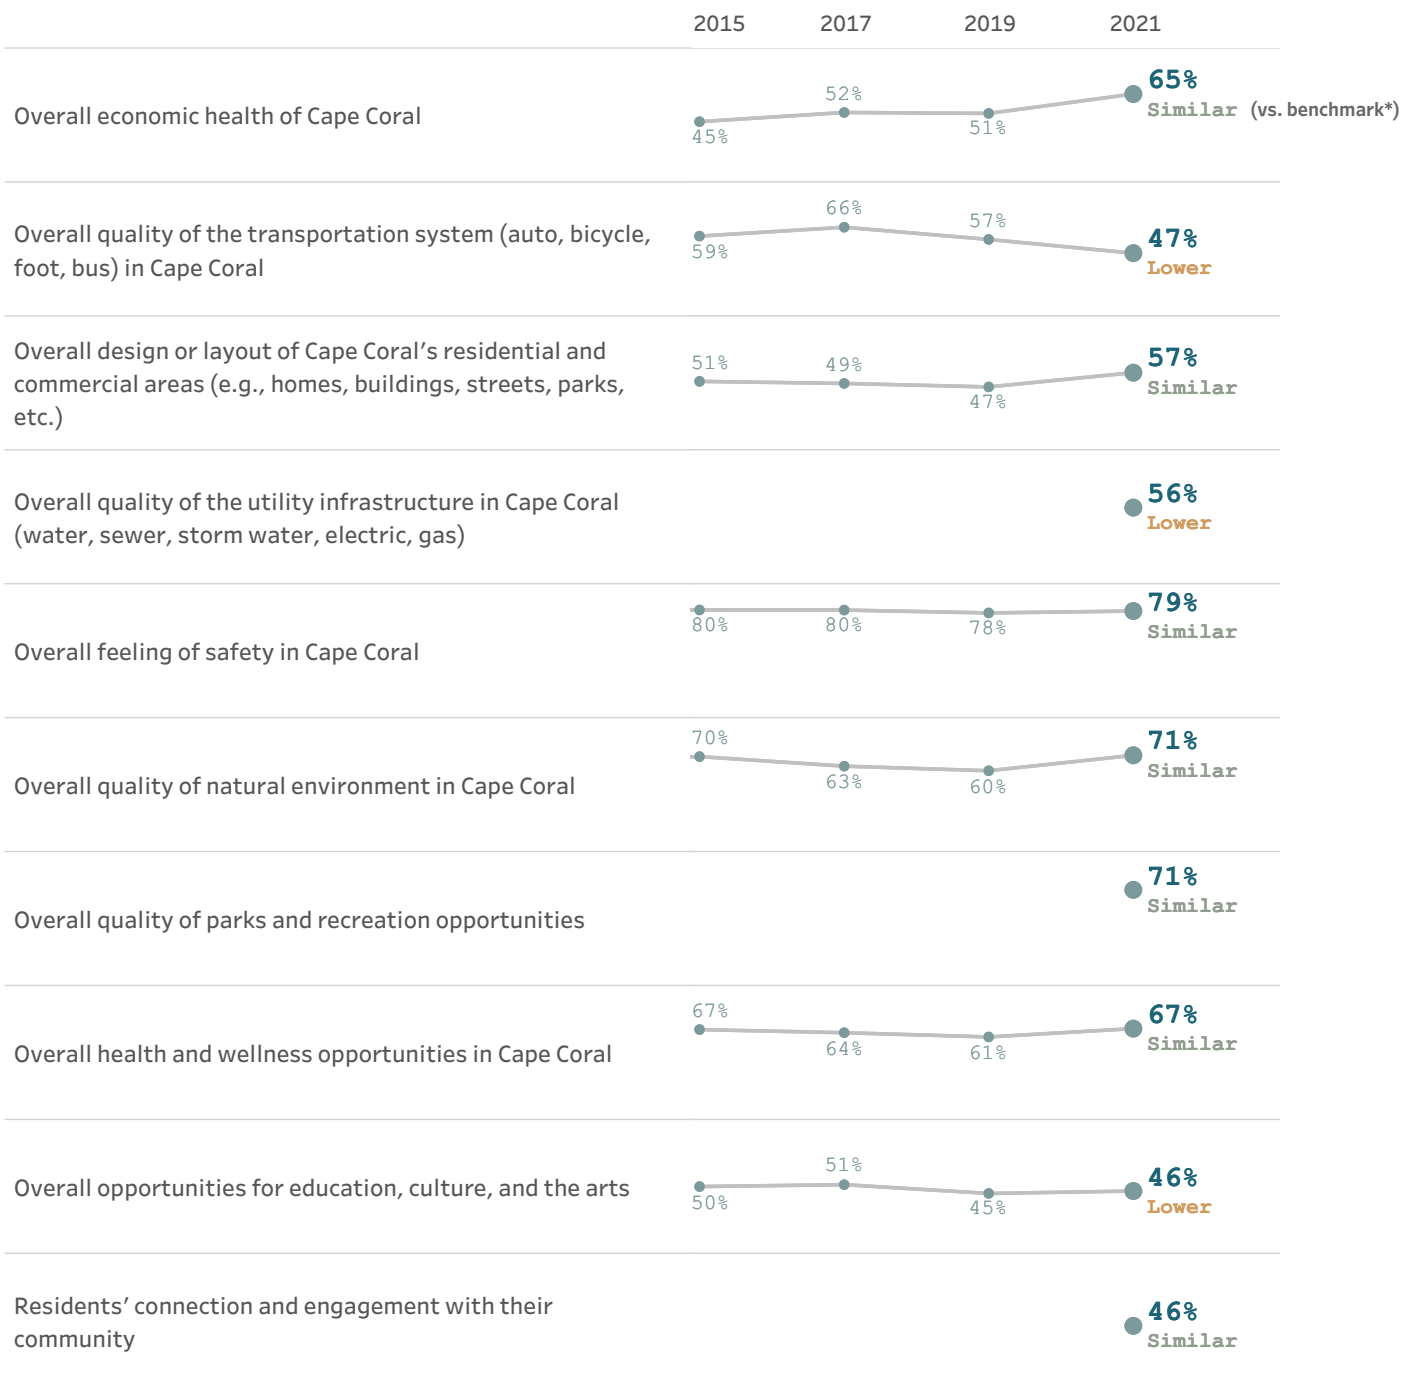 2015 2017 2019 2021
Overall economic health of Cape Coral
45%
52%
51%
65%
Similar (vs. benchmark*)
Overall quality of the transportation system (auto, bicycle,
foot, bus) in Cape Coral
59%
66%
57%
47%
Lower
Overall design or layout of Cape Coral’s residential and
commercial areas (e.g., homes, buildings, streets, parks,
etc.)
51%
49%
47%
57%
Similar
Overall quality of the utility infrastructure in Cape Coral
(water, sewer, storm water, electric, gas)
56%
Lower
Overall feeling of safety in Cape Coral
80%
80%
78%
79%
Similar
Overall quality of natural environment in Cape Coral
70%
63%
60%
71%
Similar
Overall quality of parks and recreation opportunities
71%
Similar
Overall health and wellness opportunities in Cape Coral
67%
64%
61%
67%
Similar
Overall opportunities for education, culture, and the arts
50%
51%
45%
46%
Lower
Residents’ connection and engagement with their
community
46%
Similar